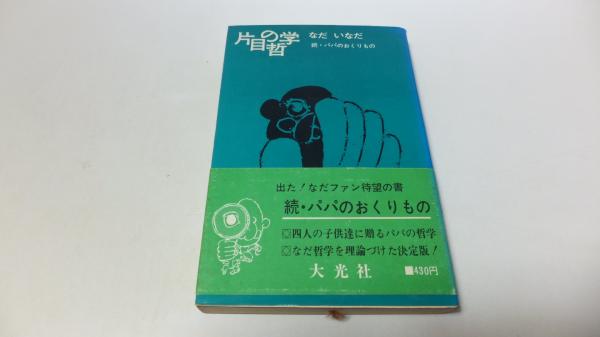 片目の哲学
なだ いなだ
続・パパのおくりもの
出た!なだファン待望の書
続・パパのおくりもの
◎四人の子供達に贈るパパの哲学
◎なだ哲学を理論づけた決定版!
大光社
■430円